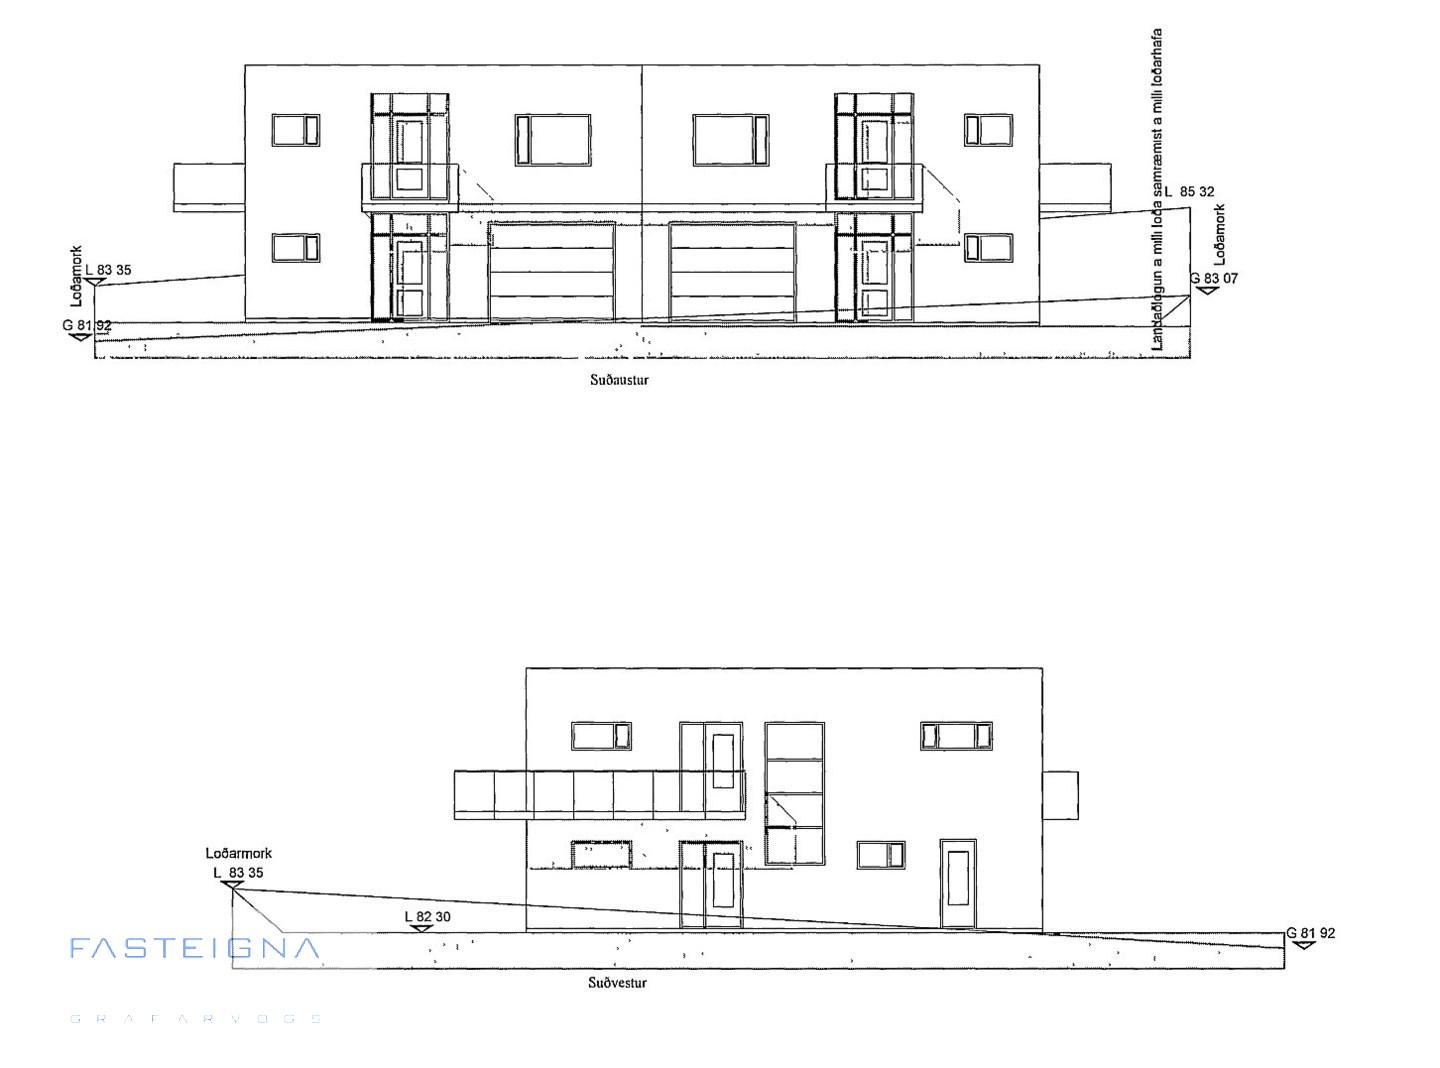 Landaðlogun a milli loða samræmist a milli loðarhafa
L 85 32
Loðamork
Loðamork
L 83 35
G 83 07
G 81.92
Suðaustur
Loðarmork
L 83 35
L 82 30
G 81 92
FASTEIGNA
Suðvestur
GRAFARVOGS